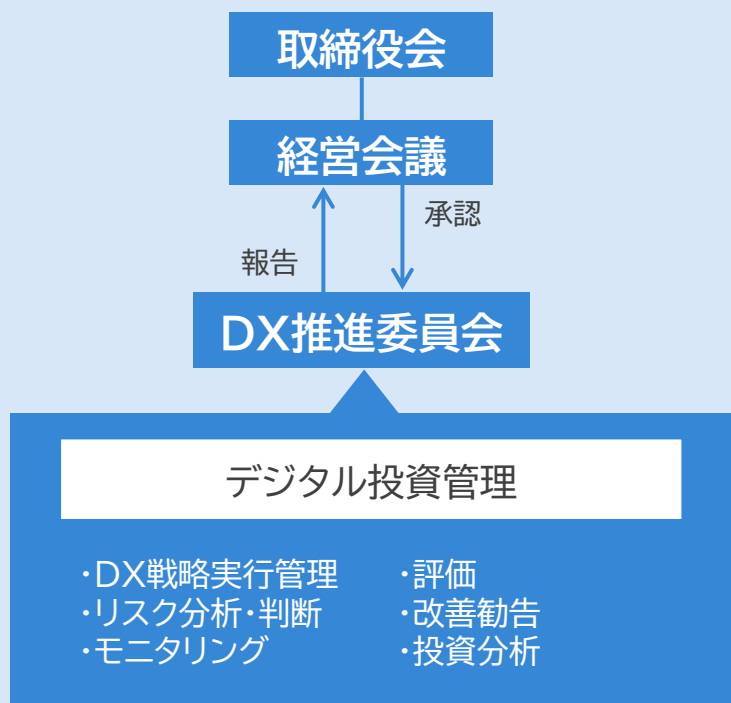 取締役会
経営会議
承認
報告
DX推進委員会
デジタル投資管理
・DX戦略実行管理
・リスク分析・判断
・モニタリング
・評価
・改善勧告
・投資分析